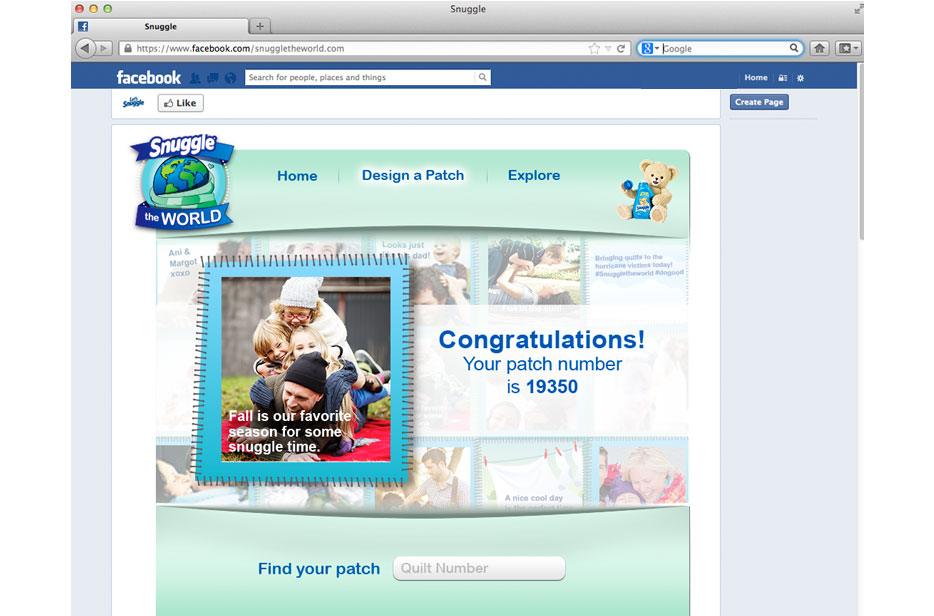 Snuggle
Snuggle
https://www.facebook.com/snuggletheworld.com
Google
facebook
Search for people, places and things
Home
Let's Snuggle
Like
Create Page
Snuggle
the WORLD
Home
Design a Patch
Explore
Snuggle
Ani &
Margot
xoxo
Looks just
dad!
Bringing quilts to the
hurricane victims today!
#Snuggletheworld #dogood
Fall is our favorite
season for some
snuggle time.
Congratulations!
Your patch number
is 19350
A nice cool day
Find your patch
Quilt Number